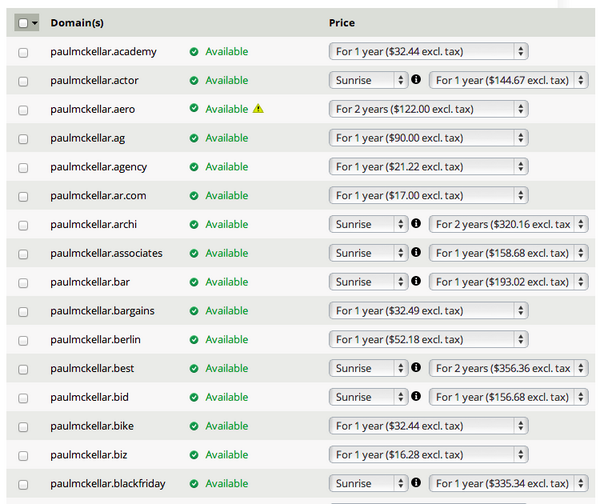 Domain(s) Price
paulmckellar.academy Available For 1 year ($32.44 excl. tax)
paulmckellar.actor Available Sunrise For 1 year ($144.67 excl. tax)
paulmckellar.aero Available For 2 years ($122.00 excl. tax)
paulmckellar.ag Available For 1 year ($90.00 excl. tax)
paulmckellar.agency Available For 1 year ($21.22 excl. tax)
paulmckellar.ar.com Available For 1 year ($17.00 excl. tax)
paulmckellar.archi Available Sunrise For 2 years ($320.16 excl. tax
paulmckellar.associates Available Sunrise For 1 year ($158.68 excl. tax)
paulmckellar.bar Available Sunrise For 1 year ($193.02 excl. tax)
paulmckellar.bargains Available For 1 year ($32.49 excl. tax)
paulmckellar.berlin Available For 1 year ($52.18 excl. tax)
paulmckellar.best Available Sunrise For 2 years ($356.36 excl. tax
paulmckellar.bid Available Sunrise For 1 year ($156.68 excl. tax)
paulmckellar.bike Available For 1 year ($32.44 excl. tax)
paulmckellar.biz Available For 1 year ($16.28 excl. tax)
paulmckellar.blackfriday Available Sunrise For 1 year ($335.34 excl. tax)